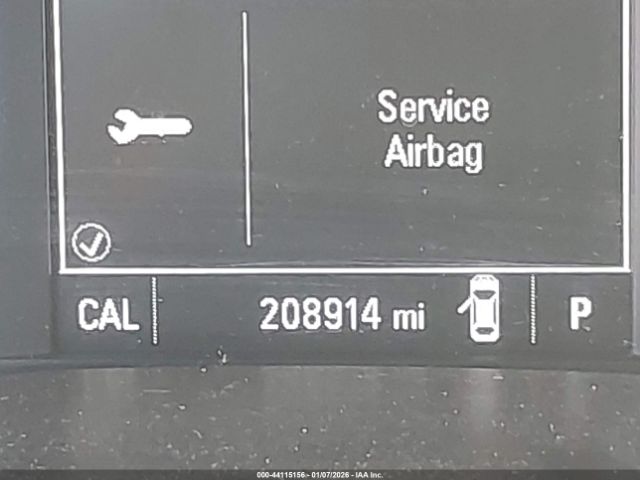 Service
Airbag
CAL 208914 mi P
000-44115156 - 01/07/2026 - IAA Inc.